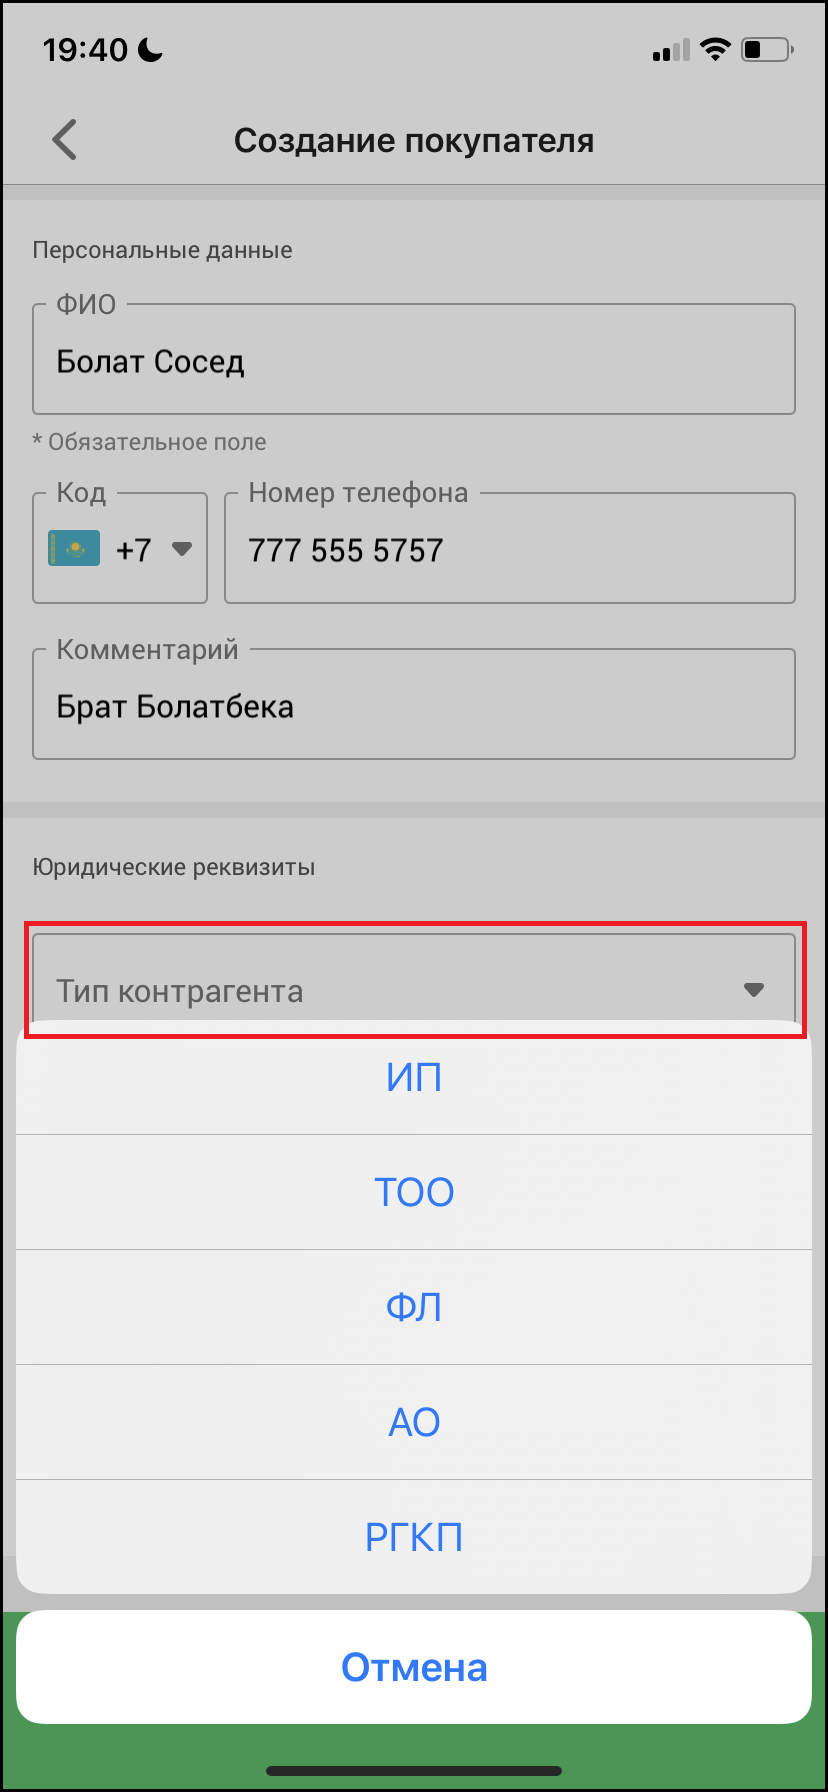 19:40
Создание покупателя
Персональные данные
ФИО
Болат Сосед
* Обязательное поле
Код
Номер телефона
+7
777 555 5757
Комментарий
Брат Болатбека
Юридические реквизиты
Тип контрагента
ИП
ТОО
ФЛ
АО
РГКП
Отмена